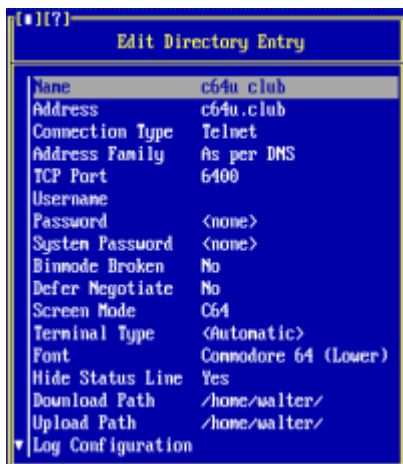 [■][?]
Edit Directory Entry
Name c64u club
Address c64u.club
Connection Type Telnet
Address Family As per DNS
TCP Port 6400
Username
Password <none>
System Password <none>
Binmode Broken No
Defer Negotiate No
Screen Mode C64
Terminal Type <Automatic>
Font Commodore 64 (Lower)
Hide Status Line Yes
Download Path /home/walter/
Upload Path /home/walter/
▼ Log Configuration